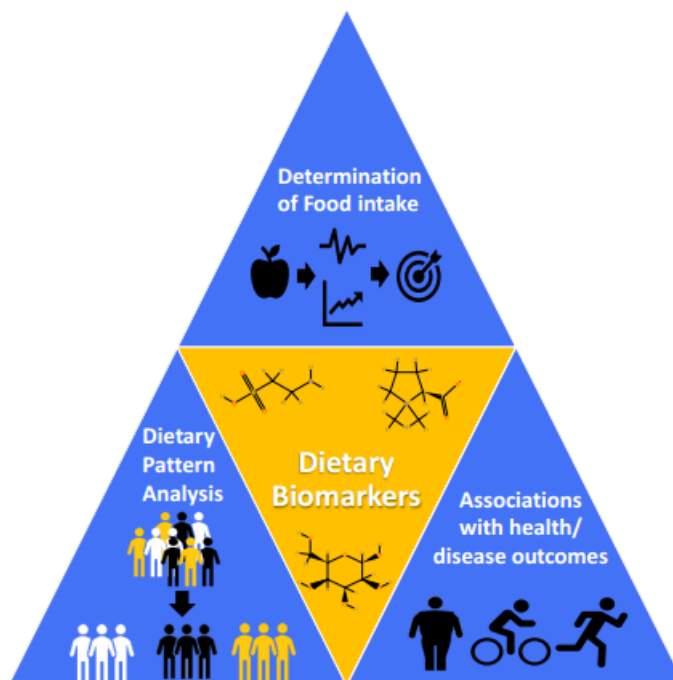 Determination
of Food intake
Dietary
Pattern
Analysis
Dietary
Biomarkers
Associations
with health/
disease outcomes